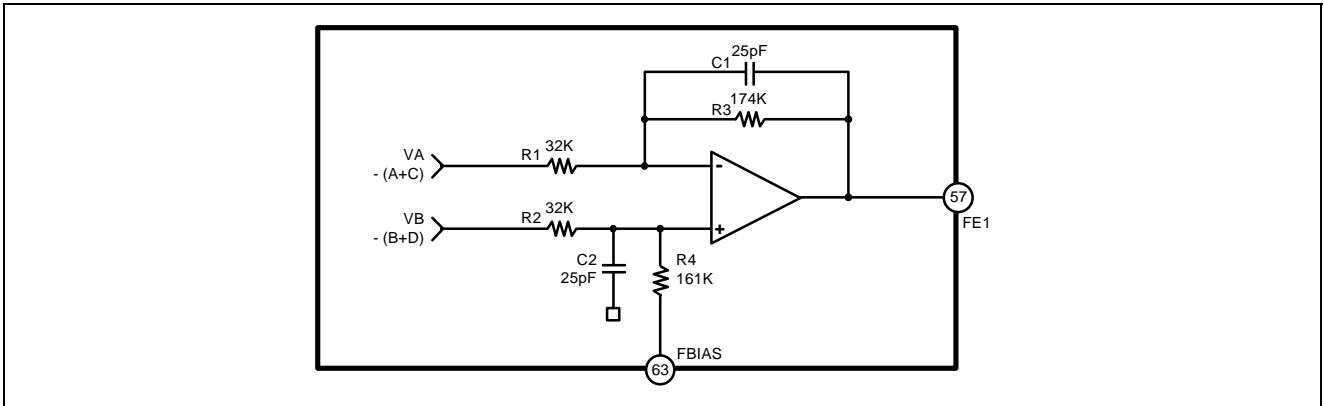 25pF
C1
174K
R3
VA
- (A+C)
R1
32K
-
57
FE1
VB
- (B+D)
R2
32K
+
C2
25pF
R4
161K
FBIAS
63